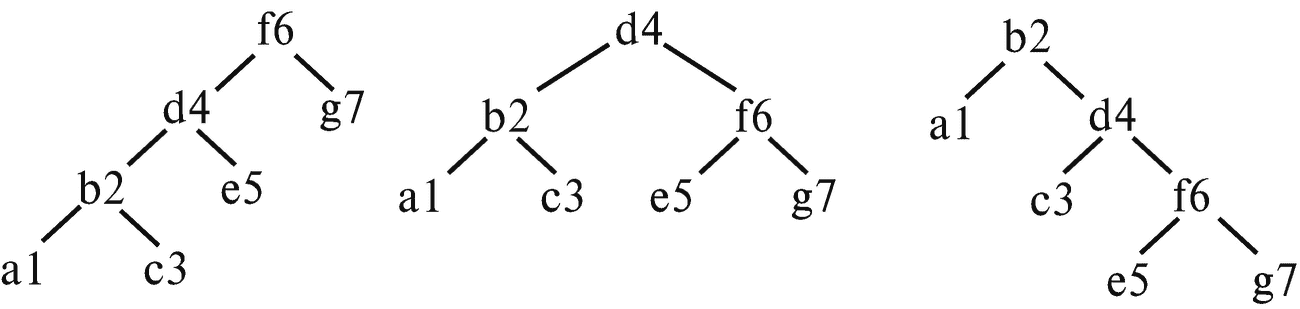 f6
d4 g7
b2 e5
a1 c3
d4
b2 f6
a1 c3 e5 g7
b2
a1 d4
c3 f6
e5 g7